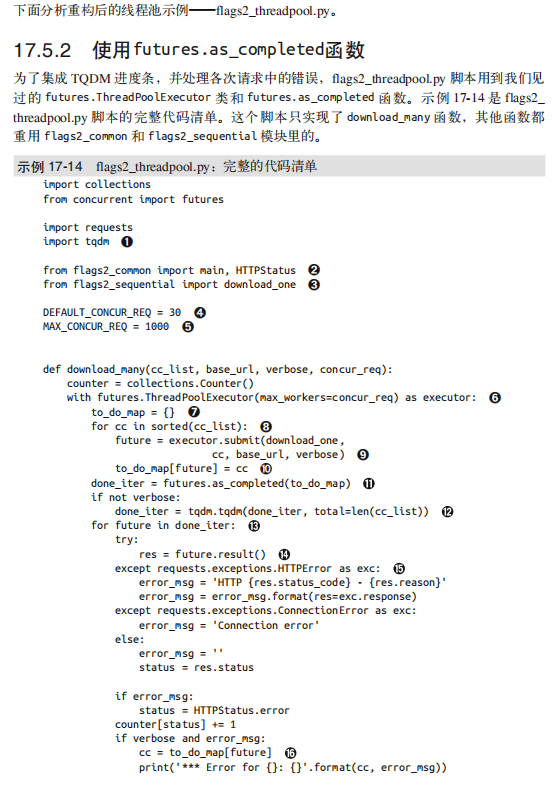 下面分析重构后的线程池示例——flags2_threadpool.py。
17.5.2 使用futures.as_completed函数
为了集成 TQDM 进度条，并处理各次请求中的错误，flags2_threadpool.py 脚本用到我们见
过的 futures.ThreadPoolExecutor 类和 futures.as_completed 函数。示例 17-14 是 flags2_
threadpool.py 脚本的完整代码清单。这个脚本只实现了 download_many 函数，其他函数都
重用 flags2_common 和 flags2_sequential 模块里的。
示例 17-14 flags2_threadpool.py：完整的代码清单
import collections
from concurrent import futures

import requests
import tqdm ❶

from flags2_common import main, HTTPStatus ❷
from flags2_sequential import download_one ❸

DEFAULT_CONCUR_REQ = 30 ❹
MAX_CONCUR_REQ = 1000 ❺


def download_many(cc_list, base_url, verbose, concur_req):
    counter = collections.Counter()
    with futures.ThreadPoolExecutor(max_workers=concur_req) as executor: ❻
        to_do_map = {} ❼
        for cc in sorted(cc_list): ❽
            future = executor.submit(download_one,
                            cc, base_url, verbose) ❾
            to_do_map[future] = cc ❿
        done_iter = futures.as_completed(to_do_map) ⓫
        if not verbose:
            done_iter = tqdm.tqdm(done_iter, total=len(cc_list)) ⓬
        for future in done_iter: ⓭
            try:
                res = future.result() ⓮
            except requests.exceptions.HTTPError as exc: ⓯
                error_msg = 'HTTP {res.status_code} - {res.reason}'
                error_msg = error_msg.format(res=exc.response)
            except requests.exceptions.ConnectionError as exc:
                error_msg = 'Connection error'
            else:
                error_msg = ''
                status = res.status

            if error_msg:
                status = HTTPStatus.error
            counter[status] += 1
            if verbose and error_msg:
                cc = to_do_map[future] ⓰
                print('*** Error for {}: {}'.format(cc, error_msg))